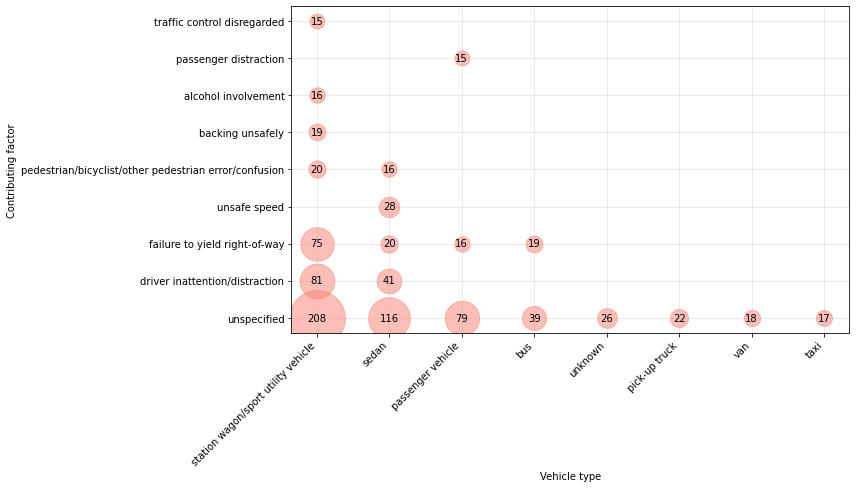 traffic control disregarded 15
passenger distraction 15
alcohol involvement 16
backing unsafely 19
pedestrian/bicyclist/other pedestrian error/confusion 20 16
unsafe speed 28
failure to yield right-of-way 75 20 16 19
driver inattention/distraction 81 41
unspecified 208 116 79 39 26 22 18 17
Contributing factor
station wagon/sport utility vehicle
sedan
passenger vehicle
bus
unknown
pick-up truck
van
taxi
Vehicle type